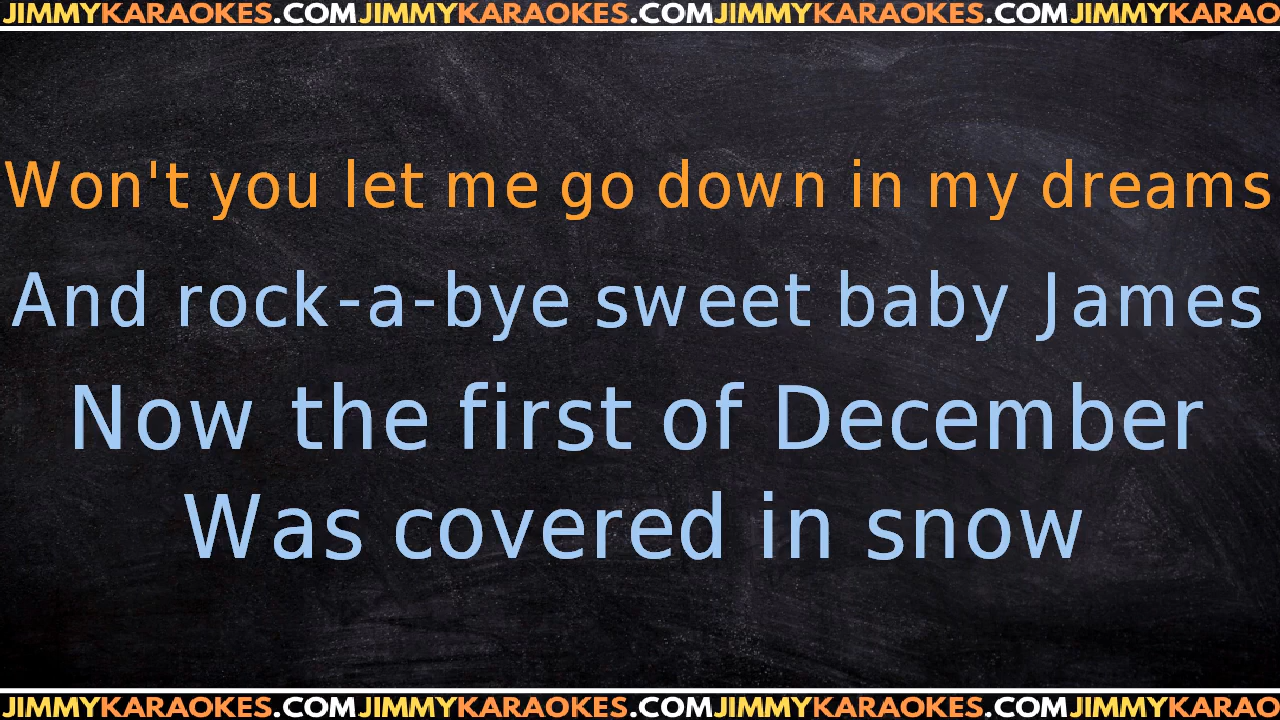 JIMMYKARAOKES.COMJIMMYKARAOKES.COMJIMMYKARAOKES.COMJIMMYKARAO
Won't you let me go down in my dreams
And rock-a-bye sweet baby James
Now the first of December
Was covered in snow
JIMMYKARAOKES.COMJIMMYKARAOKES.COMJIMMYKARAOKES.COMJIMMYKARAO